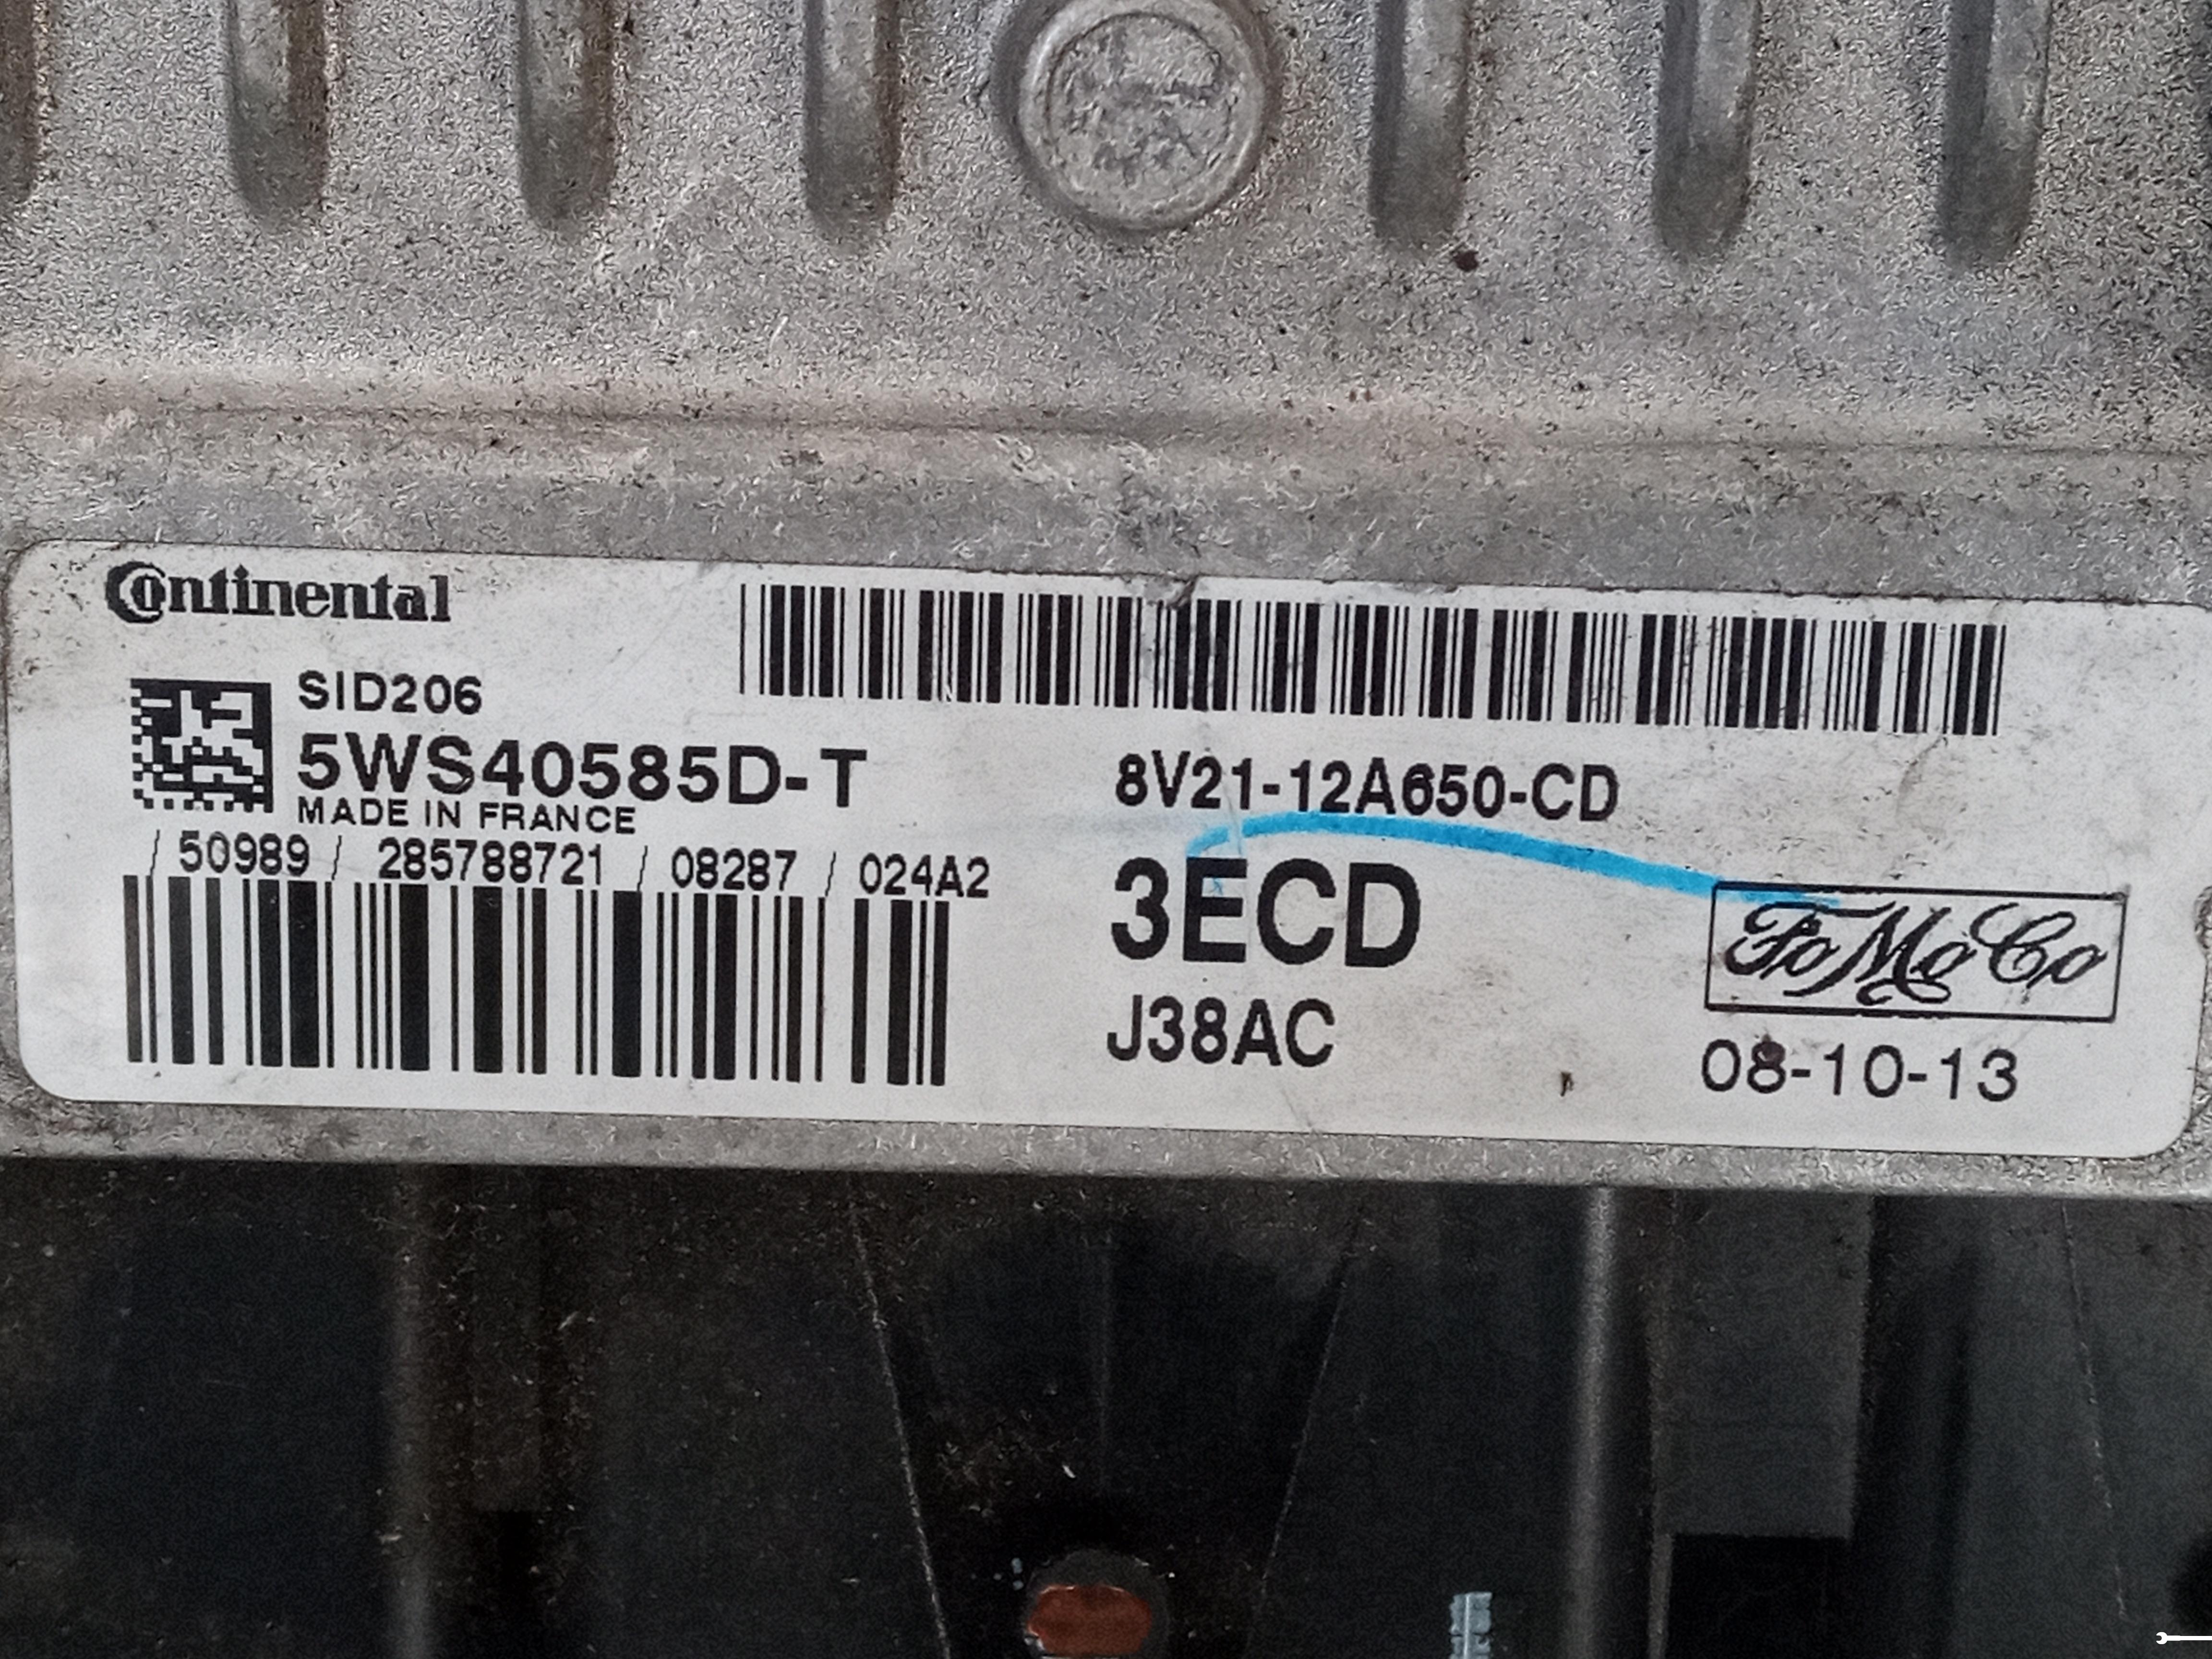 Continental
SID206
5WS40585D-T
MADE IN FRANCE
/ 50989 / 285788721 / 08287 / 024A2
8V21-12A650-CD
3ECD
J38AC
FoMoCo
08-10-13